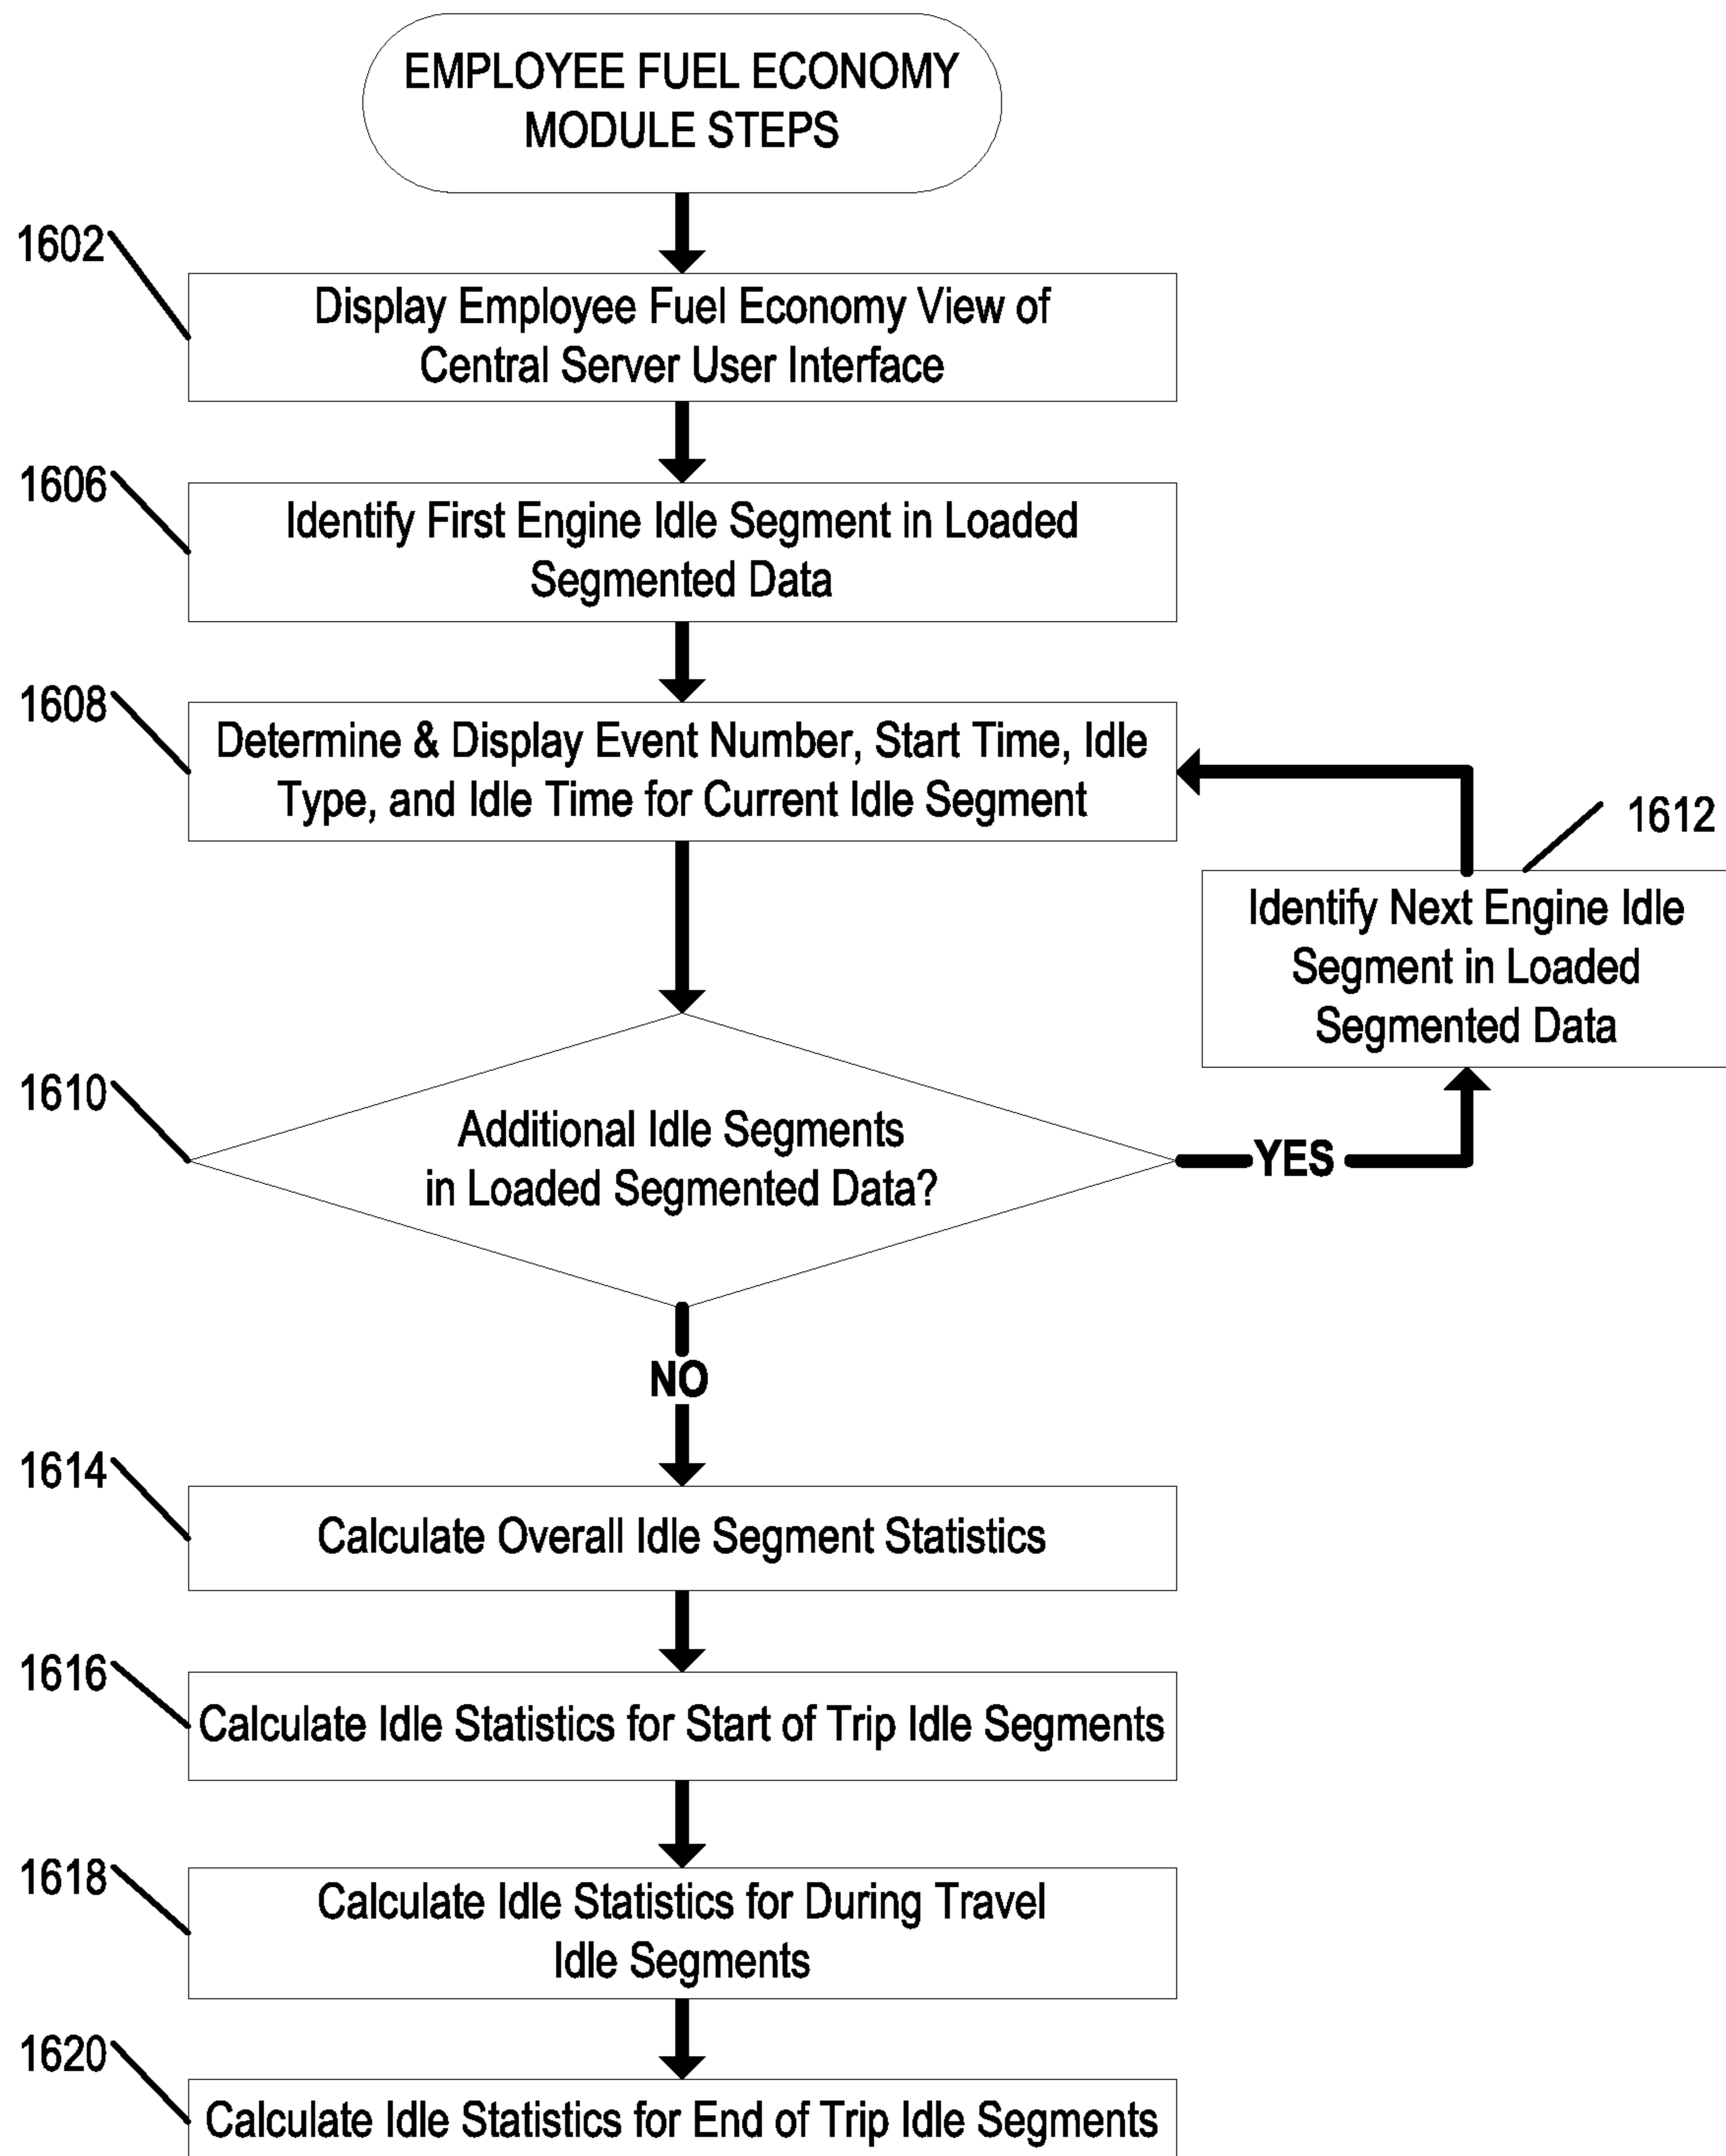 EMPLOYEE FUEL ECONOMY
MODULE STEPS
1602
Display Employee Fuel Economy View of
Central Server User Interface
1606
Identify First Engine Idle Segment in Loaded
Segmented Data
1608
Determine & Display Event Number, Start Time, Idle
Type, and Idle Time for Current Idle Segment
1612
Identify Next Engine Idle
Segment in Loaded
Segmented Data
1610
Additional Idle Segments
in Loaded Segmented Data?
YES
NO
1614
Calculate Overall Idle Segment Statistics
1616
Calculate Idle Statistics for Start of Trip Idle Segments
1618
Calculate Idle Statistics for During Travel
Idle Segments
1620
Calculate Idle Statistics for End of Trip Idle Segments